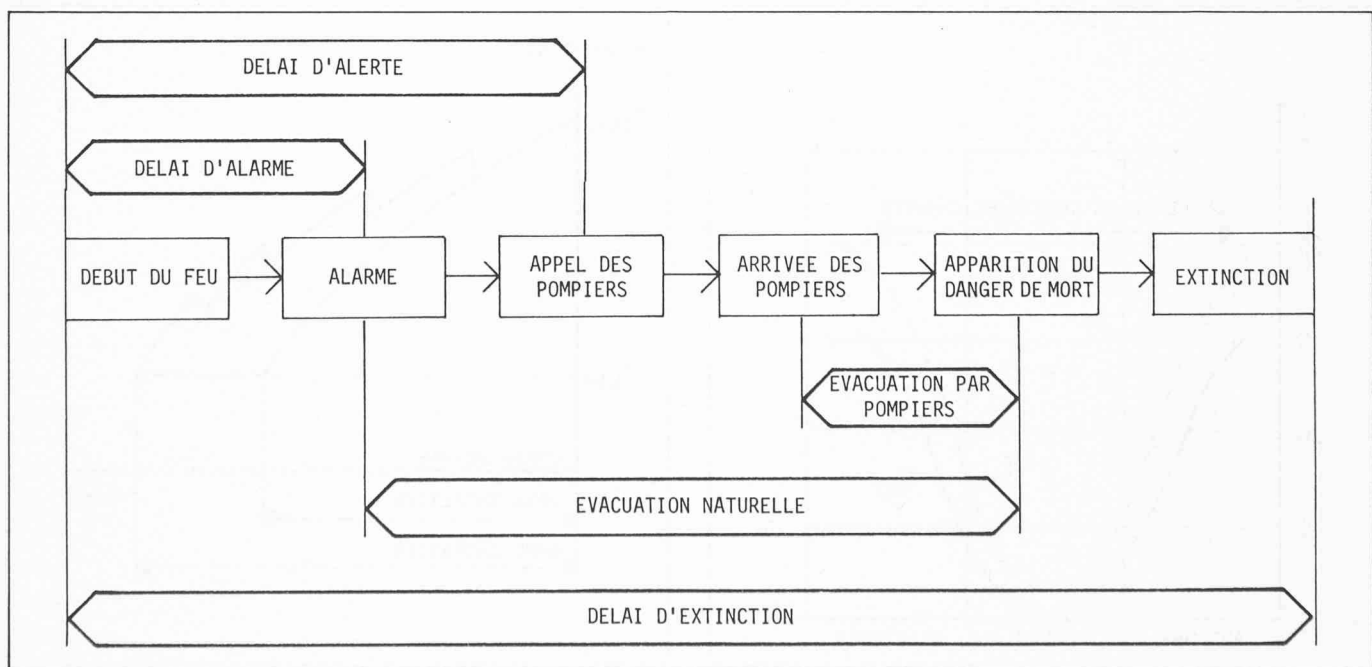 DELAI D'ALERTE
DELAI D'ALARME
DEBUT DU FEU
ALARME
APPEL DES
POMPIERS
ARRIVEE DES
POMPIERS
APPARITION DU
DANGER DE MORT
EXTINCTION
EVACUATION PAR
POMPIERS
EVACUATION NATURELLE
DELAI D'EXTINCTION